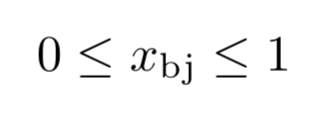 0 ≤ x_bj ≤ 1